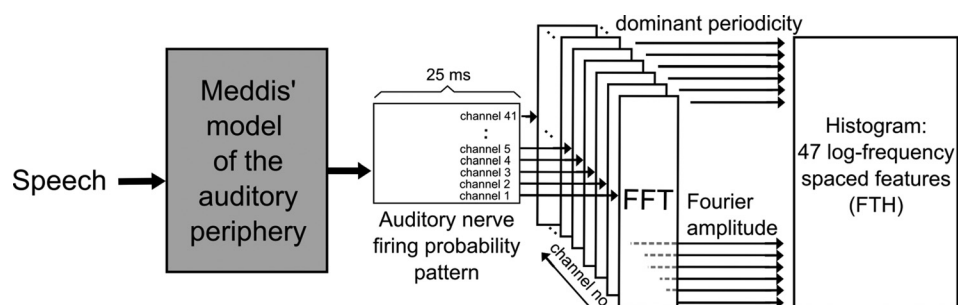 Speech
Meddis'
model
of the
auditory
periphery
25 ms
channel 41
channel 5
channel 4
channel 3
channel 2
channel 1
Auditory nerve
firing probability
pattern
channel no
FFT
dominant periodicity
Fourier
amplitude
Histogram:
47 log-frequency
spaced features
(FTH)